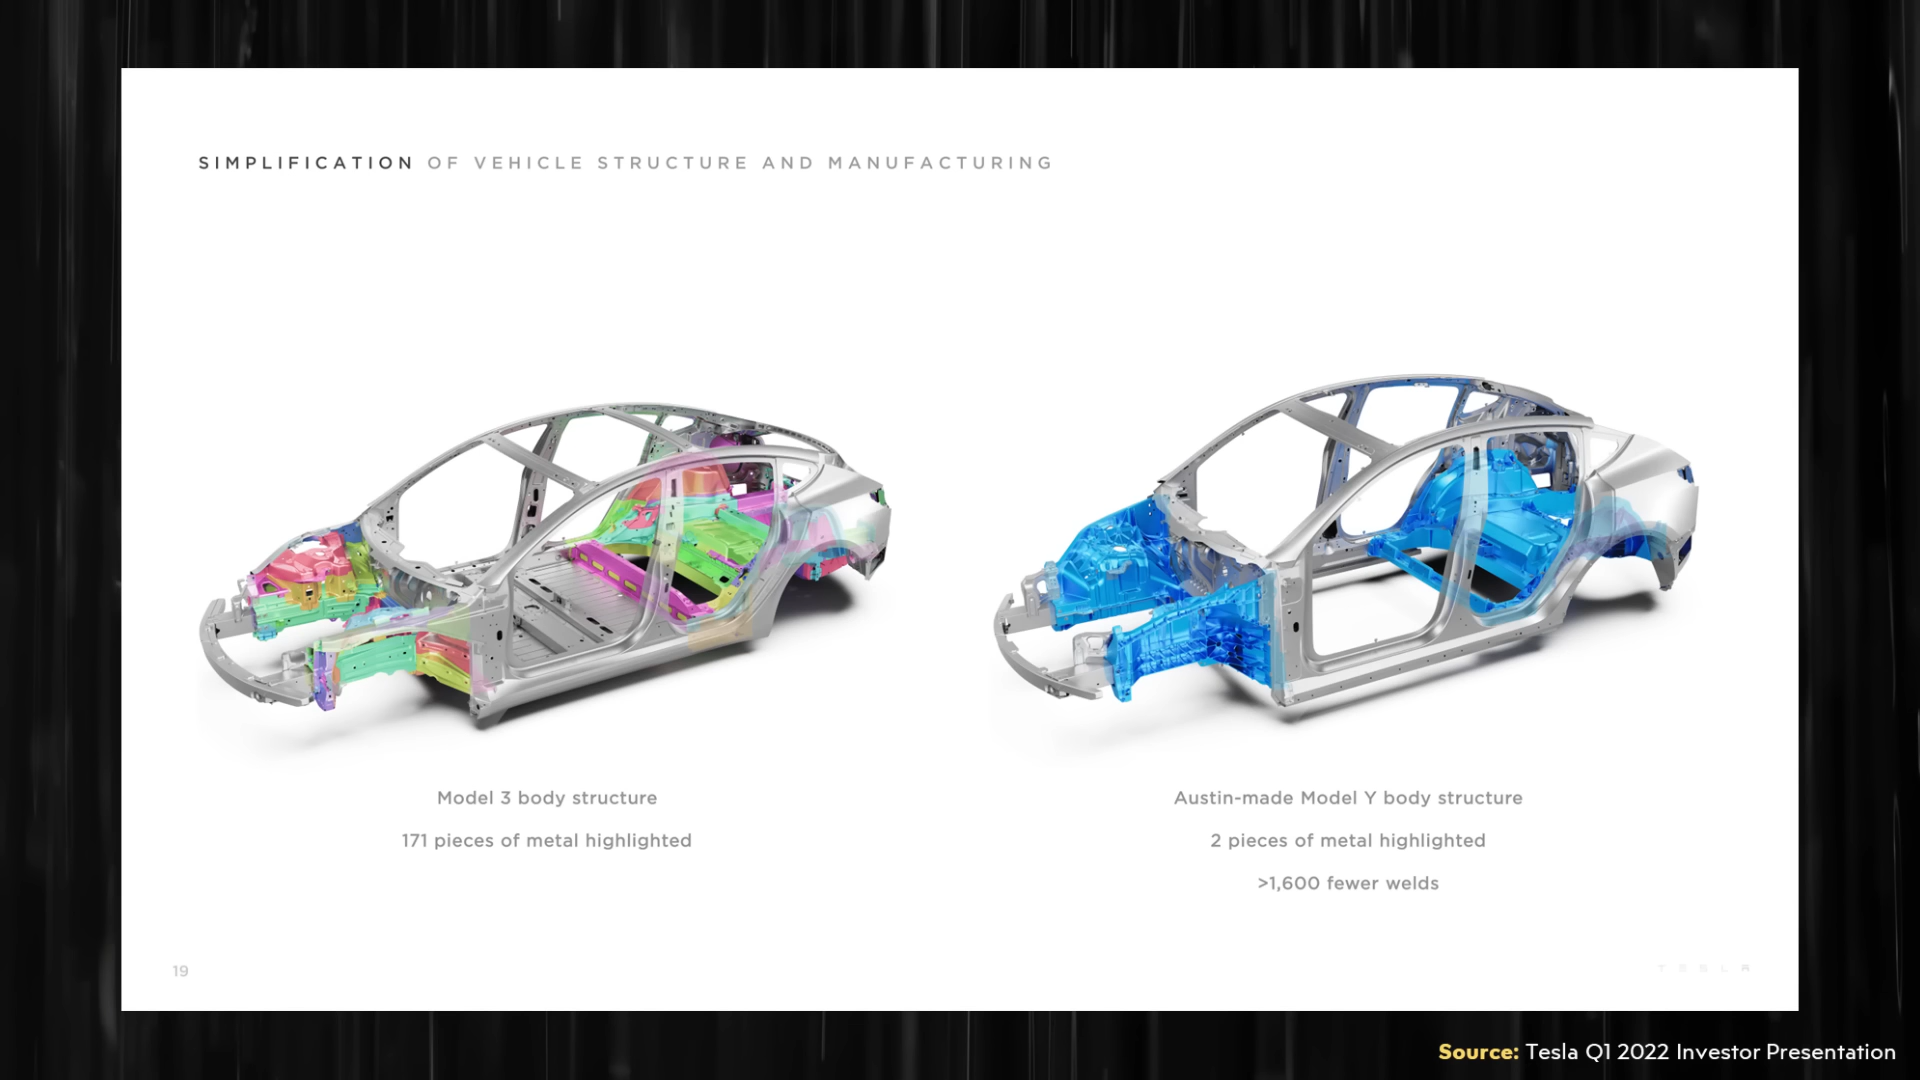 SIMPLIFICATION OF VEHICLE STRUCTURE AND MANUFACTURING
Model 3 body structure
171 pieces of metal highlighted
Austin-made Model Y body structure
2 pieces of metal highlighted
>1,600 fewer welds
19
TESLA
Source: Tesla Q1 2022 Investor Presentation